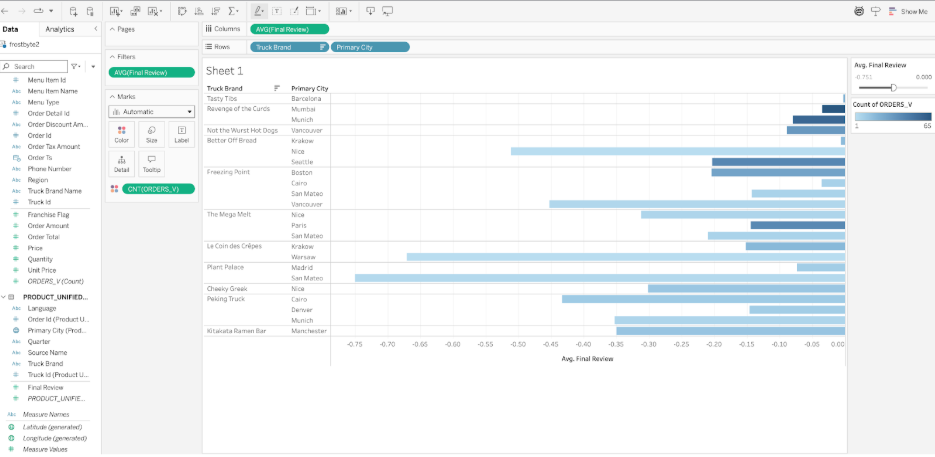 Show Me
Data
Analytics
Pages
Columns
AVG(Final Review)
Rows
Truck Brand
Primary City
frostbyte2
Search
Menu Item Id
Menu Item Name
Menu Type
Order Detail Id
Order Discount Am...
Order Id
Order Tax Amount
Order Ts
Phone Number
Region
Truck Brand Name
Truck Id
Franchise Flag
Order Amount
Order Total
Price
Quantity
Unit Price
ORDERS_V (Count)
PRODUCT_UNIFIED...
Language
Order Id (Product U...
Primary City (Prod...
Quarter
Source Name
Truck Brand
Truck Id (Product U...
Final Review
PRODUCT_UNIFIE...
Measure Names
Latitude (generated)
Longitude (generated)
Measure Values
Filters
AVG(Final Review)
Marks
Automatic
Color
Size
Label
Detail
Tooltip
CNT(ORDERS_V)
Sheet 1
Truck Brand Primary City
Tasty Tibs Barcelona
Revenge of the Curds Mumbai
Munich
Not the Wurst Hot Dogs Vancouver
Better Off Bread Krakow
Nice
Seattle
Freezing Point Boston
Cairo
San Mateo
Vancouver
The Mega Melt Nice
Paris
San Mateo
Le Coin des Crêpes Krakow
Warsaw
Plant Palace Madrid
San Mateo
Cheeky Greek Nice
Peking Truck Cairo
Denver
Munich
Kitakata Ramen Bar Manchester
-0.75 -0.70 -0.65 -0.60 -0.55 -0.50 -0.45 -0.40 -0.35 -0.30 -0.25 -0.20 -0.15 -0.10 -0.05 0.00
Avg. Final Review
Avg. Final Review
-0.751 0.000
Count of ORDERS_V
1 65